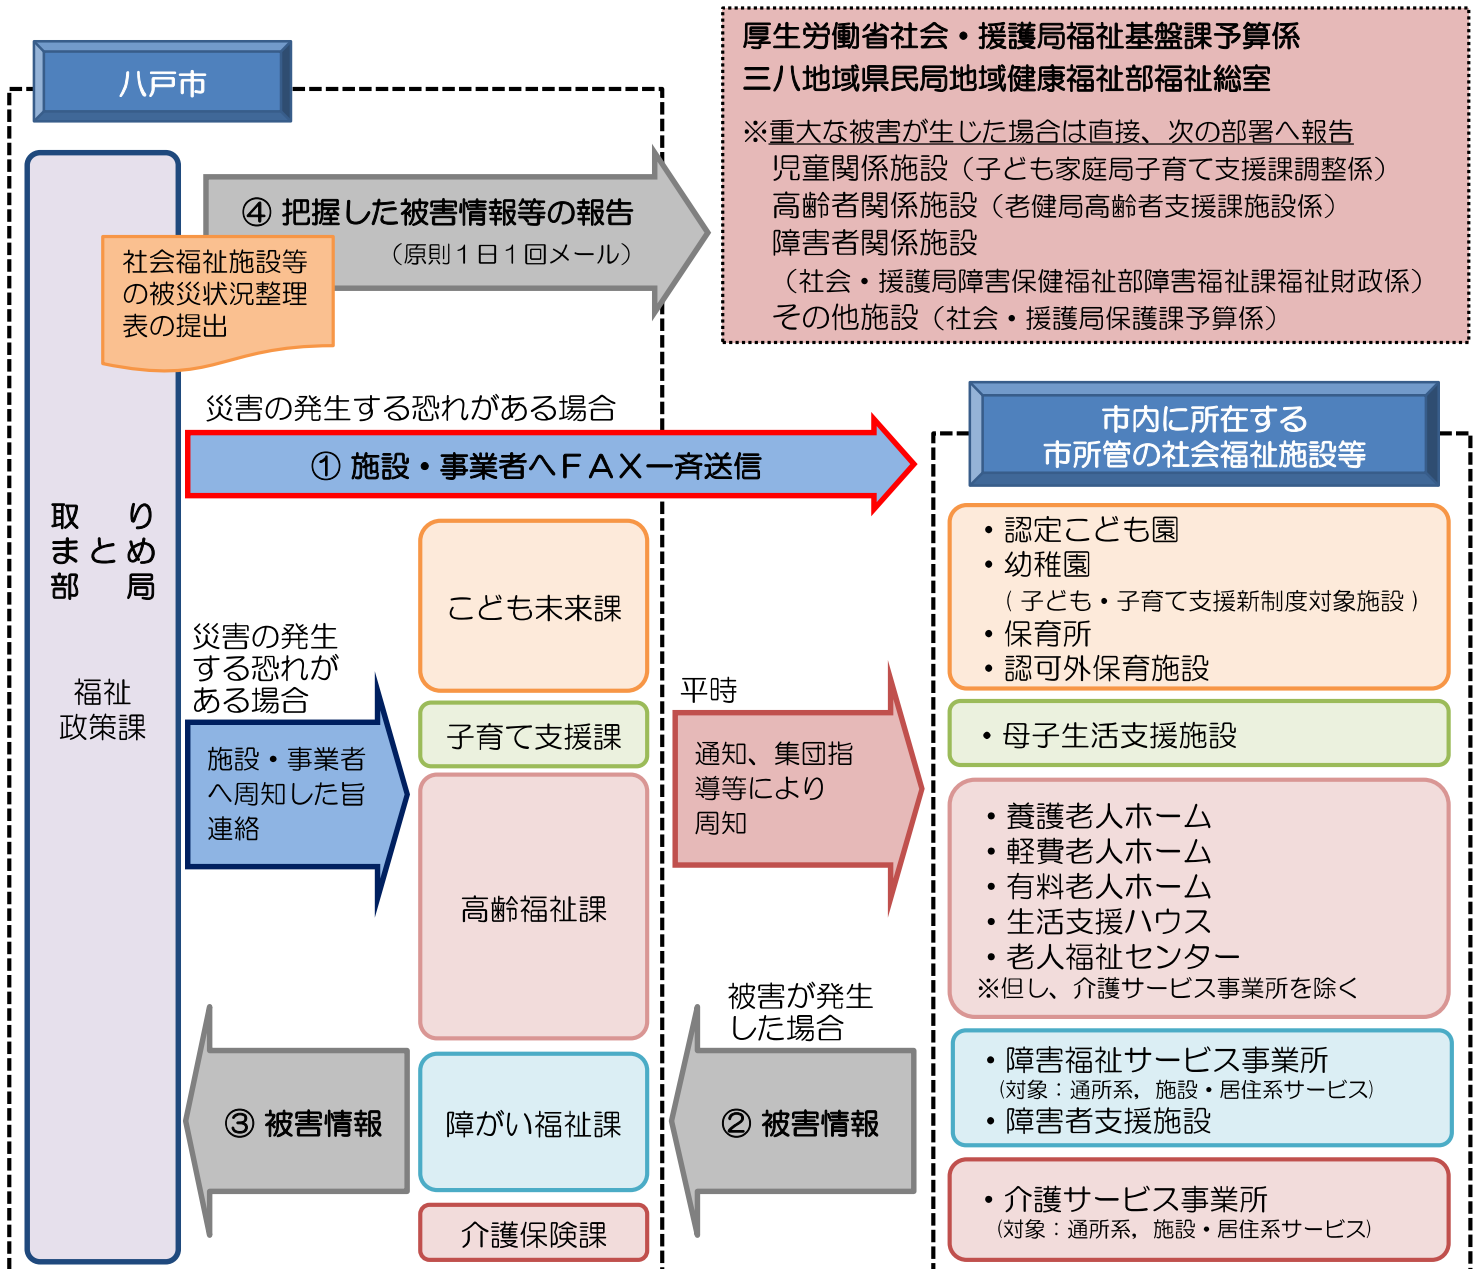 八戸市
厚生労働省社会・援護局福祉基盤課予算係
三八地域県民局地域健康福祉部福祉総室
※重大な被害が生じた場合は直接、次の部署へ報告
児童関係施設（子ども家庭局子育て支援課調整係）
高齢者関係施設（老健局高齢者支援課施設係）
障害者関係施設
（社会・援護局障害保健福祉部障害福祉課福祉財政係）
その他施設（社会・援護局保護課予算係）
④ 把握した被害情報等の報告
（原則１日１回メール）
社会福祉施設等
の被災状況整理
表の提出
災害の発生する恐れがある場合
① 施設・事業者へＦＡＸ一斉送信
市内に所在する
市所管の社会福祉施設等
取り
まとめ
部局
福祉
政策課
災害の発生
する恐れが
ある場合
施設・事業者
へ周知した旨
連絡
こども未来課
子育て支援課
高齢福祉課
障がい福祉課
介護保険課
平時
通知、集団指
導等により
周知
被害が発生
した場合
② 被害情報
③ 被害情報
・認定こども園
・幼稚園
（子ども・子育て支援新制度対象施設）
・保育所
・認可外保育施設
・母子生活支援施設
・養護老人ホーム
・軽費老人ホーム
・有料老人ホーム
・生活支援ハウス
・老人福祉センター
※但し、介護サービス事業所を除く
・障害福祉サービス事業所
(対象：通所系，施設・居住系サービス)
・障害者支援施設
・介護サービス事業所
(対象：通所系，施設・居住系サービス)